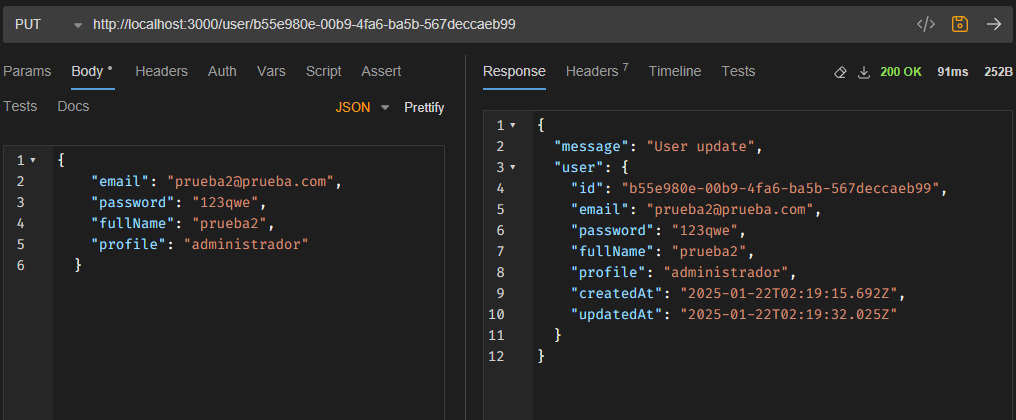 PUT http://localhost:3000/user/b55e980e-00b9-4fa6-ba5b-567deccaeb99 </>
Params Body Headers Auth Vars Script Assert
Tests Docs JSON Prettify
1 {
2 "email": "prueba2@prueba.com",
3 "password": "123qwe",
4 "fullName": "prueba2",
5 "profile": "administrador"
6 }
Response Headers 7 Timeline Tests 200 OK 91ms 252B
1 {
2 "message": "User update",
3 "user": {
4 "id": "b55e980e-00b9-4fa6-ba5b-567deccaeb99",
5 "email": "prueba2@prueba.com",
6 "password": "123qwe",
7 "fullName": "prueba2",
8 "profile": "administrador",
9 "createdAt": "2025-01-22T02:19:15.692Z",
10 "updatedAt": "2025-01-22T02:19:32.025Z"
11 }
12 }